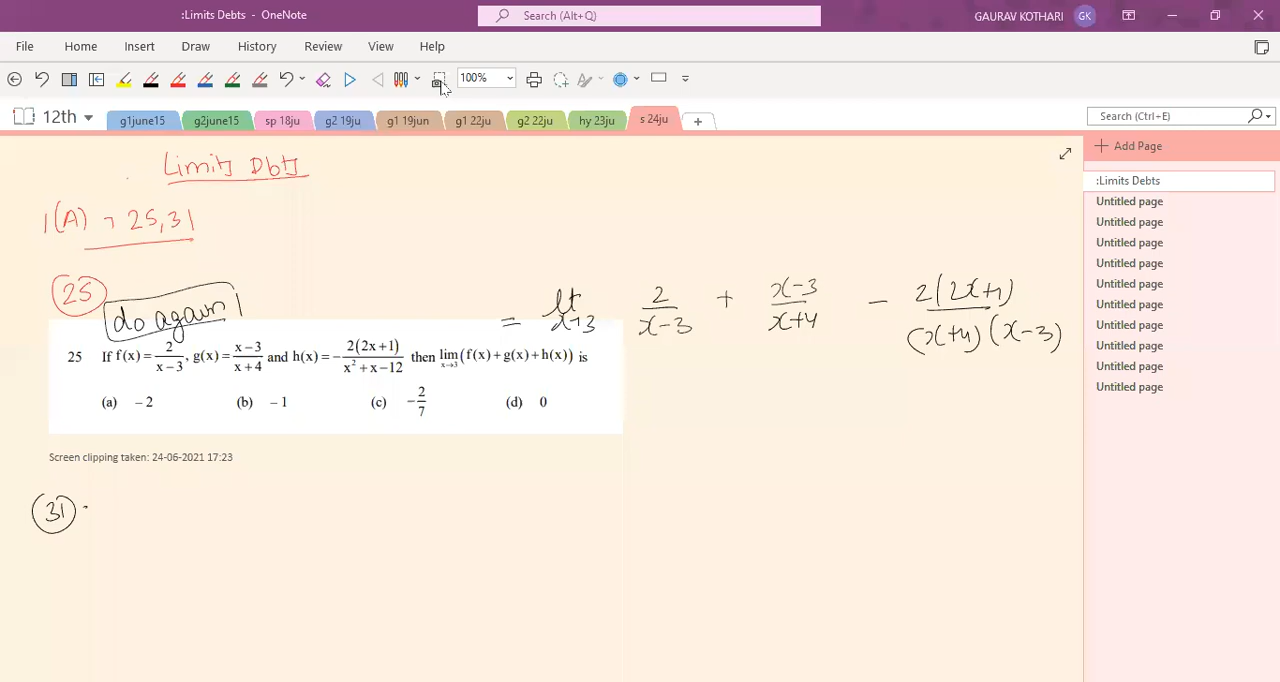 :Limits Debts - OneNote
Search (Alt+Q)
GAURAV KOTHARI GK
File Home Insert Draw History Review View Help
100%
12th g1june15 g2june15 sp 18ju g2 19ju g1 19jun g1 22ju g2 22ju hy 23ju s 24ju +
Search (Ctrl+E)
Add Page
:Limits Debts
Untitled page
Untitled page
Untitled page
Untitled page
Untitled page
Untitled page
Untitled page
Untitled page
Untitled page
Untitled page
Limits Dbts
1(A) → 25,31
25
do again
= lt x→3 2/(x-3) + (x-3)/(x+4) - 2(2x+1)/((x+4)(x-3))
25 If f(x) = 2/(x-3), g(x) = (x-3)/(x+4) and h(x) = -2(2x+1)/(x²+x-12) then lim x→3 (f(x)+g(x)+h(x)) is
(a) -2 (b) -1 (c) -2/7 (d) 0
Screen clipping taken: 24-06-2021 17:23
31